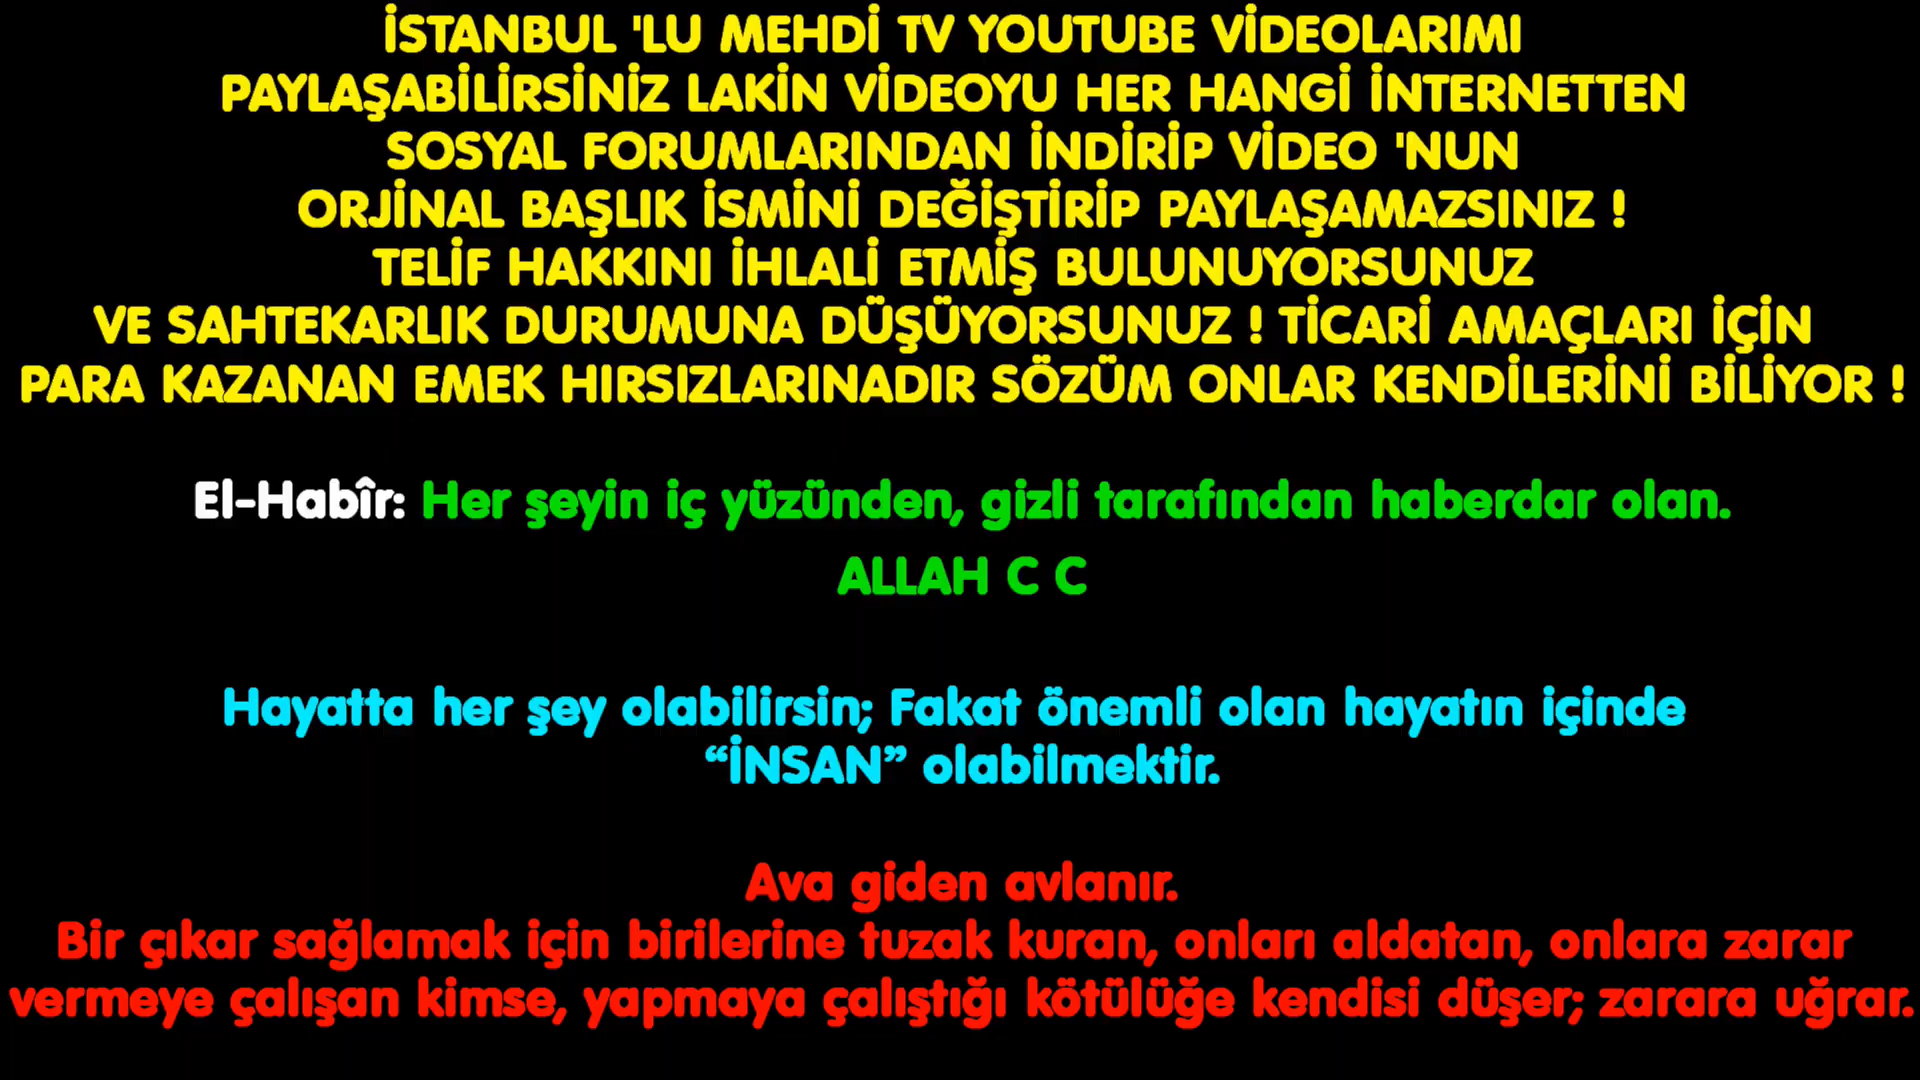 İSTANBUL 'LU MEHDİ TV YOUTUBE VİDEOLARIMI
PAYLAŞABİLİRSİNİZ LAKİN VİDEOYU HER HANGİ İNTERNETTEN
SOSYAL FORUMLARINDAN İNDİRİP VİDEO 'NUN
ORJİNAL BAŞLIK İSMİNİ DEĞİŞTİRİP PAYLAŞAMAZSINIZ !
TELİF HAKKINI İHLALİ ETMİŞ BULUNUYORSUNUZ
VE SAHTEKARLIK DURUMUNA DÜŞÜYORSUNUZ ! TİCARİ AMAÇLARI İÇİN
PARA KAZANAN EMEK HIRSIZLARINADIR SÖZÜM ONLAR KENDİLERİNİ BİLİYOR !
El-Habîr: Her şeyin iç yüzünden, gizli tarafından haberdar olan.
ALLAH C C
Hayatta her şey olabilirsin; Fakat önemli olan hayatın içinde
“İNSAN” olabilmektir.
Ava giden avlanır.
Bir çıkar sağlamak için birilerine tuzak kuran, onları aldatan, onlara zarar
vermeye çalışan kimse, yapmaya çalıştığı kötülüğe kendisi düşer; zarara uğrar.